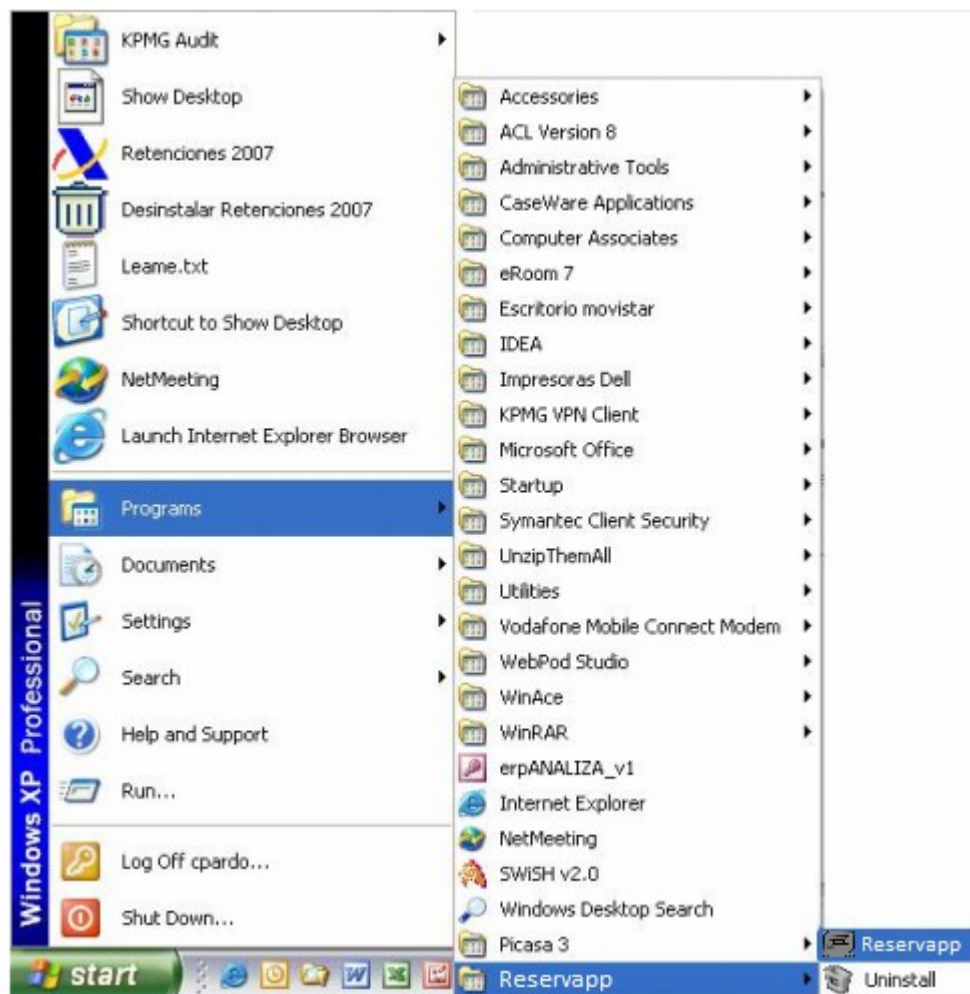 KPMG Audit
Show Desktop
Retenciones 2007
Desinstalar Retenciones 2007
Leame.txt
Shortcut to Show Desktop
NetMeeting
Launch Internet Explorer Browser
Programs
Documents
Settings
Search
Help and Support
Run...
Log Off cpardo...
Shut Down...
Windows XP Professional
start
Accessories
ACL Version 8
Administrative Tools
CaseWare Applications
Computer Associates
eRoom 7
Escritorio movistar
IDEA
Impresoras Dell
KPMG VPN Client
Microsoft Office
Startup
Symantec Client Security
UnzipThemAll
Utilities
Vodafone Mobile Connect Modem
WebPod Studio
WinAce
WinRAR
erpANALIZA_v1
Internet Explorer
NetMeeting
SWiSH v2.0
Windows Desktop Search
Picasa 3
Reservapp
Reservapp
Uninstall